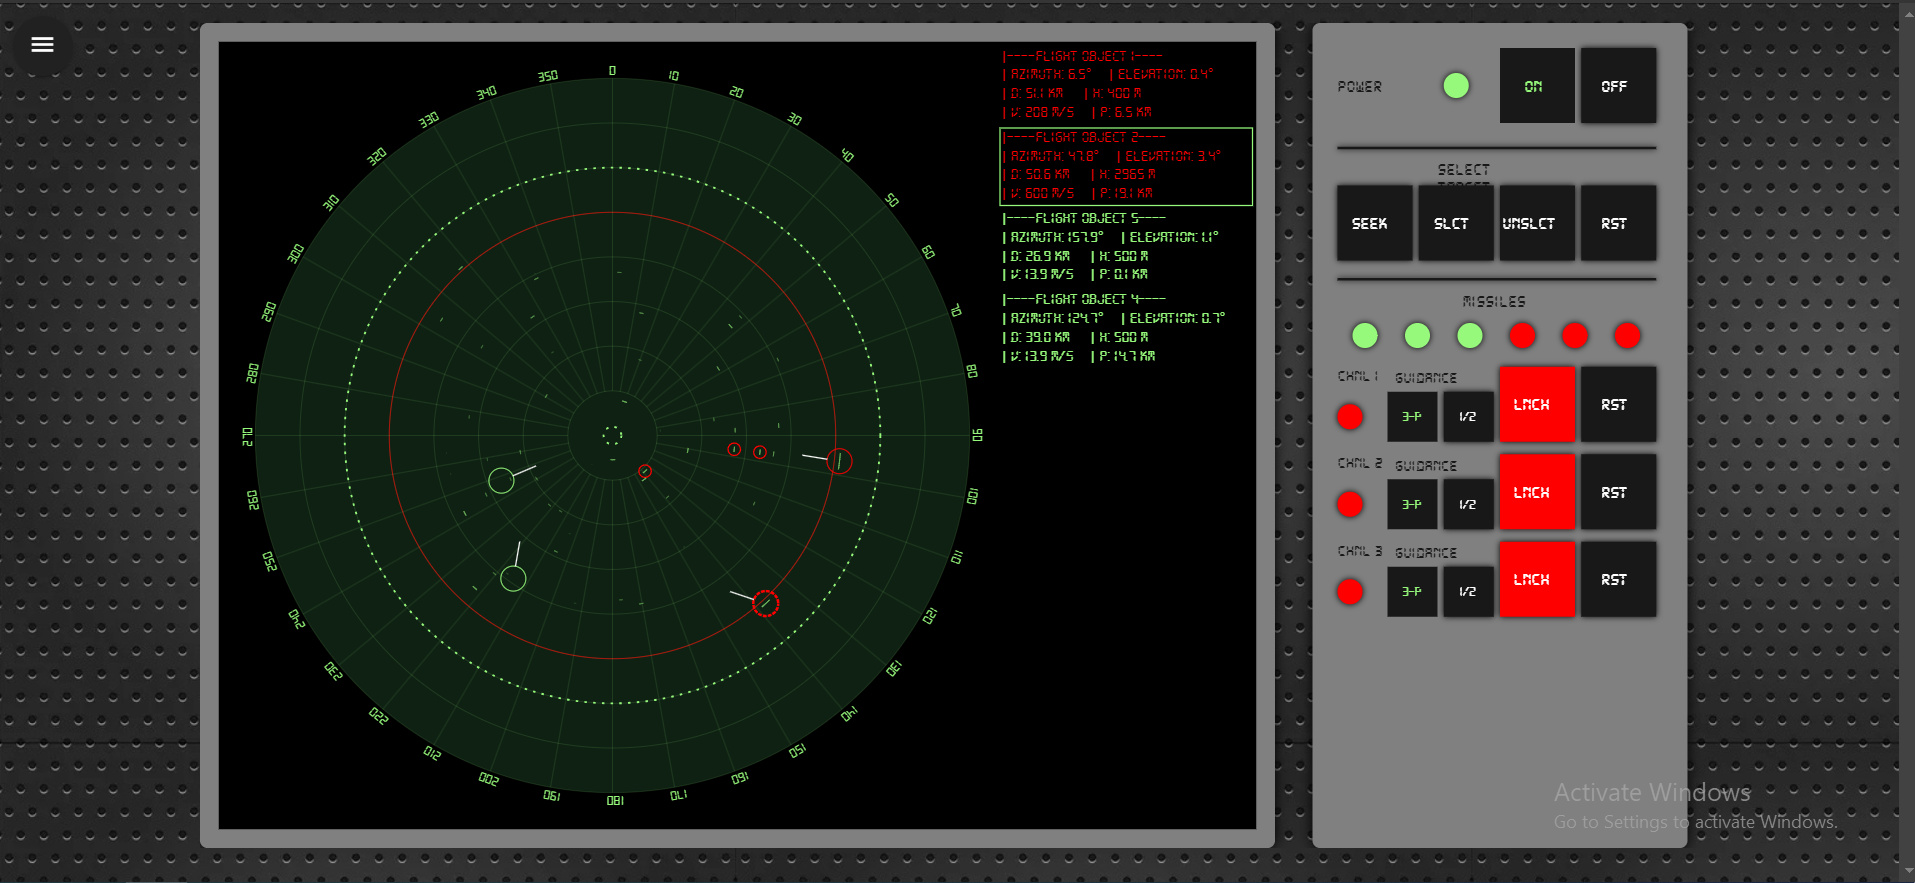 |----FLIGHT OBJECT 1----
| AZIMUTH: 6.5° | ELEVATION: 0.4°
| D: 51.1 KM | H: 400 M
| V: 208 M/S | P: 6.5 KM
|----FLIGHT OBJECT 2----
| AZIMUTH: 47.8° | ELEVATION: 3.4°
| D: 50.6 KM | H: 2965 M
| V: 600 M/S | P: 19.1 KM
|----FLIGHT OBJECT 5----
| AZIMUTH: 157.9° | ELEVATION: 1.1°
| D: 26.9 KM | H: 500 M
| V: 13.9 M/S | P: 0.1 KM
|----FLIGHT OBJECT 4----
| AZIMUTH: 124.7° | ELEVATION: 0.7°
| D: 39.0 KM | H: 500 M
| V: 13.9 M/S | P: 14.7 KM
0
10
20
30
40
50
60
70
80
90
100
110
120
130
140
150
160
170
180
190
200
210
220
230
240
250
260
270
280
290
300
310
320
330
340
350
POWER
ON
OFF
SELECT
TARGET
SEEK
SLCT
UNSLCT
RST
MISSILES
CHNL 1 GUIDANCE
3-P
1/2
LNCH
RST
CHNL 2 GUIDANCE
3-P
1/2
LNCH
RST
CHNL 3 GUIDANCE
3-P
1/2
LNCH
RST
Activate Windows
Go to Settings to activate Windows.